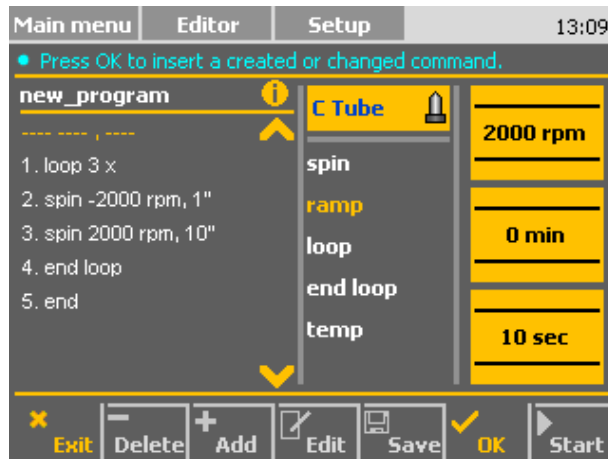 Main menu Editor Setup 13:09
• Press OK to insert a created or changed command.
new_program i
---- ---- , ----
1. loop 3 x
2. spin -2000 rpm, 1"
3. spin 2000 rpm, 10"
4. end loop
5. end
C Tube
spin
ramp
loop
end loop
temp
2000 rpm
0 min
10 sec
Exit Delete Add Edit Save OK Start